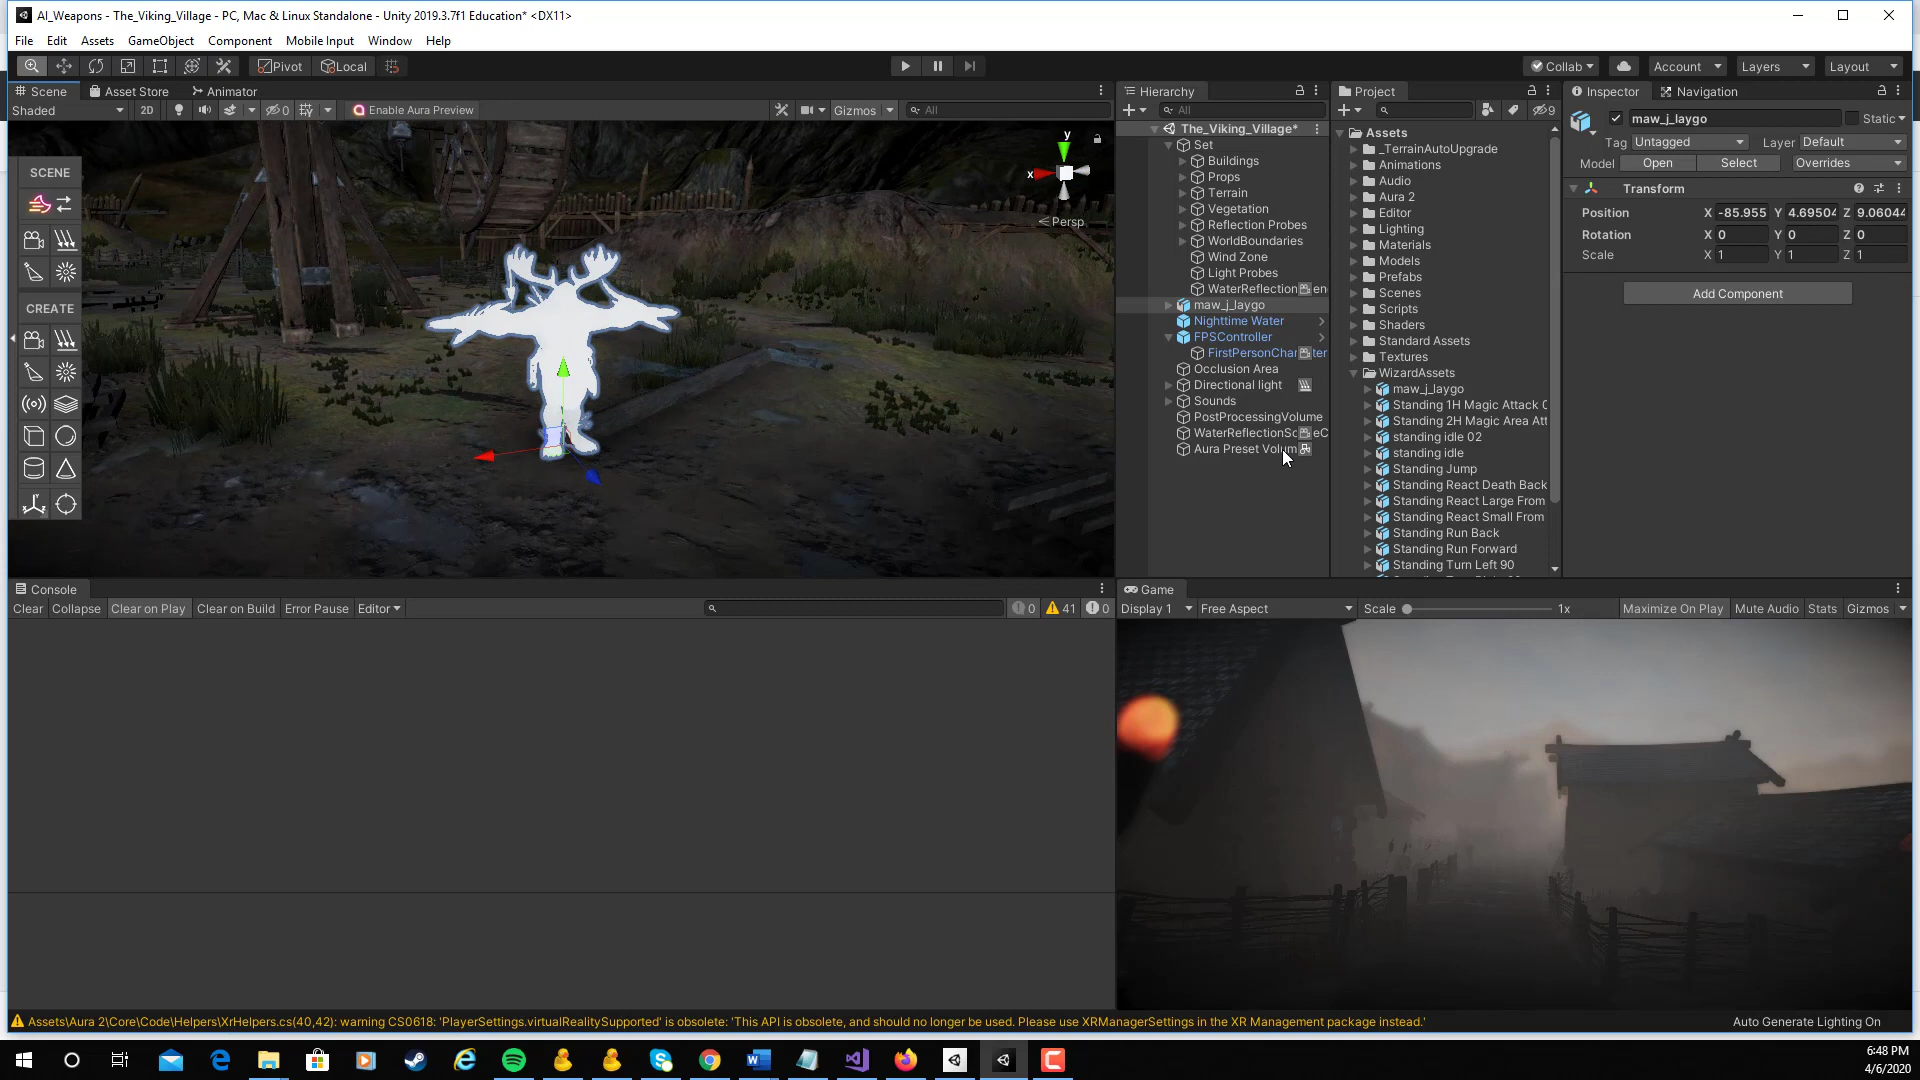 AI_Weapons - The_Viking_Village - PC, Mac & Linux Standalone - Unity 2019.3.7f1 Education* <DX11>
File Edit Assets GameObject Component Mobile Input Window Help
Pivot Local Collab Account Layers Layout
Scene Asset Store Animator
Shaded 2D 0 Enable Aura Preview Gizmos All
y
x
Persp
SCENE
CREATE
Hierarchy
All
The_Viking_Village*
Set
Buildings
Props
Terrain
Vegetation
Reflection Probes
WorldBoundaries
Wind Zone
Light Probes
WaterReflection
maw_j_laygo
Nighttime Water
FPSController
FirstPersonChar ter
Occlusion Area
Directional light
Sounds
PostProcessingVolume
WaterReflectionSc eC
Aura Preset Volum
Project
9
Assets
_TerrainAutoUpgrade
Animations
Audio
Aura 2
Editor
Lighting
Materials
Models
Prefabs
Scenes
Scripts
Shaders
Standard Assets
Textures
WizardAssets
maw_j_laygo
Standing 1H Magic Attack 0
Standing 2H Magic Area Att
standing idle 02
standing idle
Standing Jump
Standing React Death Back
Standing React Large From
Standing React Small From
Standing Run Back
Standing Run Forward
Standing Turn Left 90
Inspector Navigation
maw_j_laygo Static
Tag Untagged Layer Default
Model Open Select Overrides
Transform
Position X -85.955 Y 4.69504 Z 9.06044
Rotation X 0 Y 0 Z 0
Scale X 1 Y 1 Z 1
Add Component
Console
Clear Collapse Clear on Play Clear on Build Error Pause Editor 0 41 0
Game
Display 1 Free Aspect Scale 1x Maximize On Play Mute Audio Stats Gizmos
Assets\Aura 2\Core\Code\Helpers\XrHelpers.cs(40,42): warning CS0618: 'PlayerSettings.virtualRealitySupported' is obsolete: 'This API is obsolete, and should no longer be used. Please use XRManagerSettings in the XR Management package instead.'
Auto Generate Lighting On
6:48 PM
4/6/2020